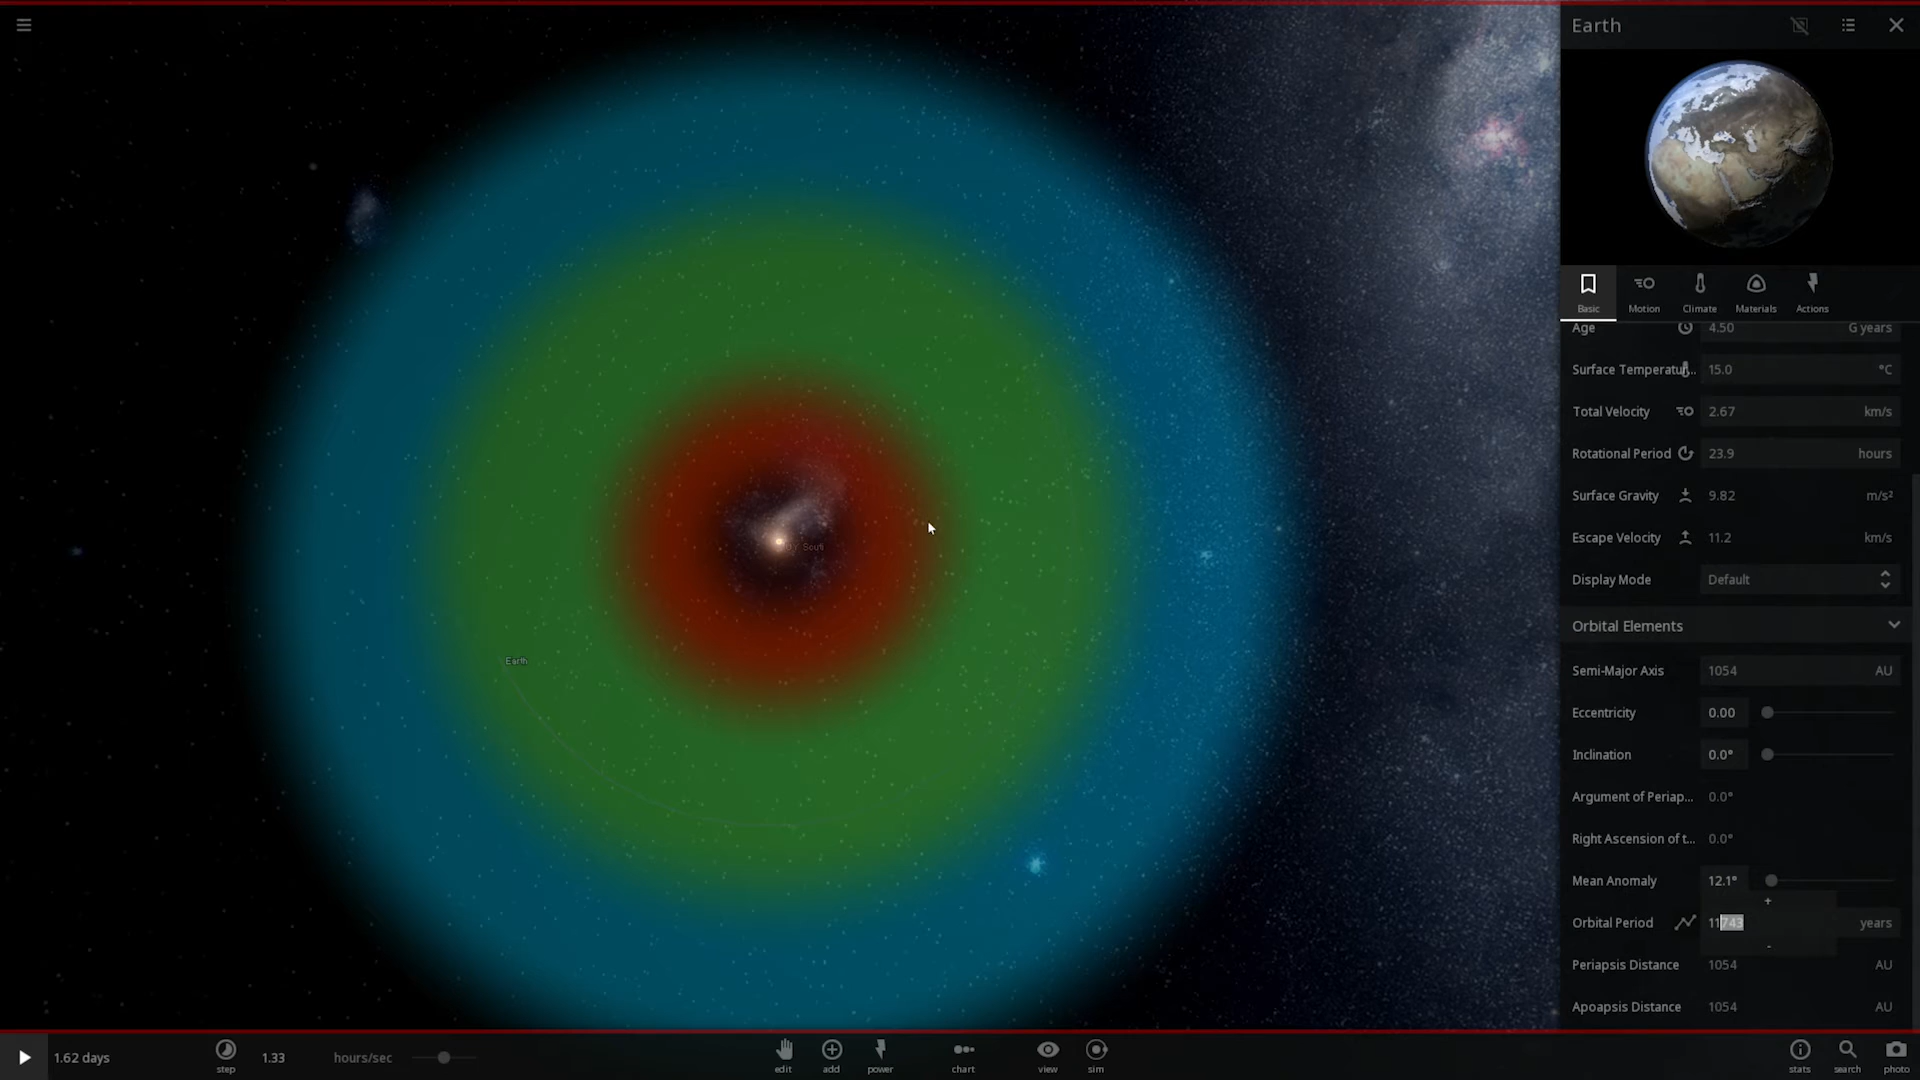 Earth
Basic
Motion
Climate
Materials
Actions
Age 4.50 G years
Surface Temperatur... 15.0 °C
Total Velocity 2.67 km/s
Rotational Period 23.9 hours
Surface Gravity 9.82 m/s²
Escape Velocity 11.2 km/s
Display Mode Default
Orbital Elements
Semi-Major Axis 1054 AU
Eccentricity 0.00
Inclination 0.0°
Argument of Periap... 0.0°
Right Ascension of t... 0.0°
Mean Anomaly 12.1°
+
Orbital Period 11743 years
-
Periapsis Distance 1054 AU
Apoapsis Distance 1054 AU
Scuti
Earth
1.62 days
step
1.33 hours/sec
edit
add
power
chart
view
sim
stats
search
photo